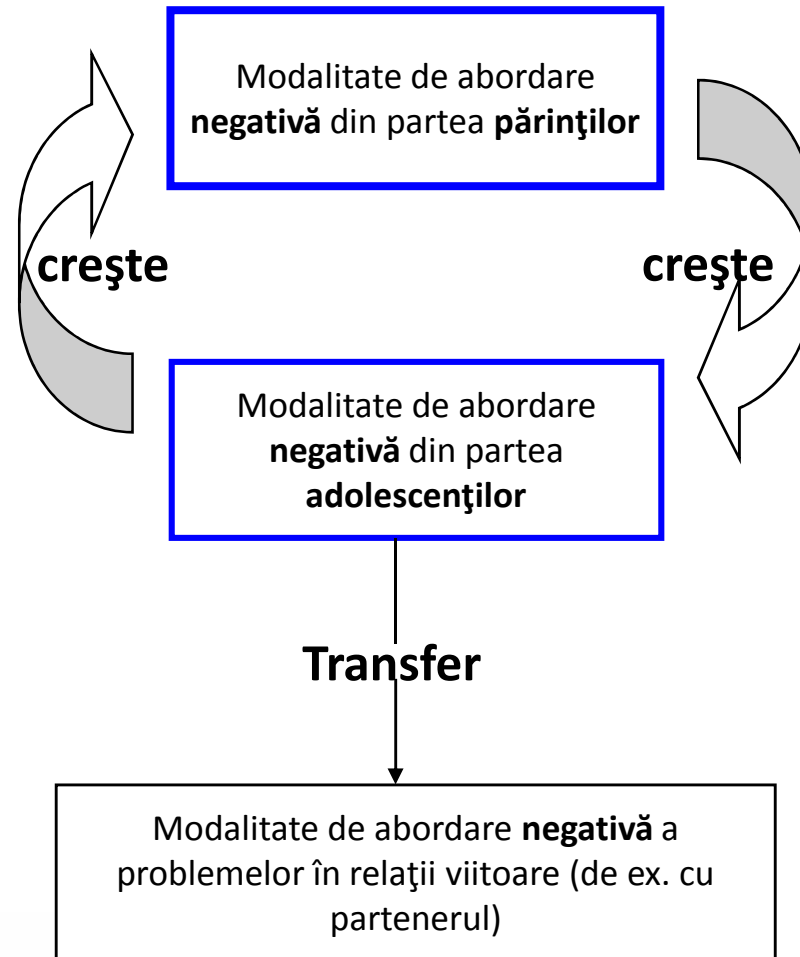 Modalitate de abordare
negativă din partea părinţilor
creşte
creşte
Modalitate de abordare
negativă din partea
adolescenţilor
Transfer
Modalitate de abordare negativă a
problemelor în relaţii viitoare (de ex. cu
partenerul)